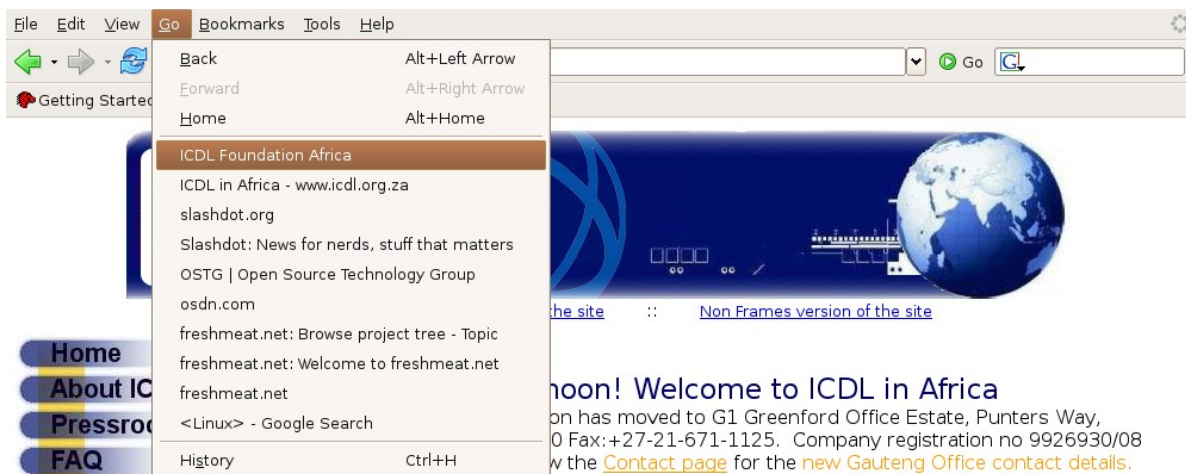 File Edit View Go Bookmarks Tools Help
Go
Getting Started
Back Alt+Left Arrow
Forward Alt+Right Arrow
Home Alt+Home
ICDL Foundation Africa
ICDL in Africa - www.icdl.org.za
slashdot.org
Slashdot: News for nerds, stuff that matters
OSTG | Open Source Technology Group
osdn.com
freshmeat.net: Browse project tree - Topic
freshmeat.net: Welcome to freshmeat.net
freshmeat.net
<Linux> - Google Search
History Ctrl+H
the site :: Non Frames version of the site
Home
About IC
Pressroo
FAQ
noon! Welcome to ICDL in Africa
on has moved to G1 Greenford Office Estate, Punters Way,
0 Fax:+27-21-671-1125. Company registration no 9926930/08
w the Contact page for the new Gauteng Office contact details.